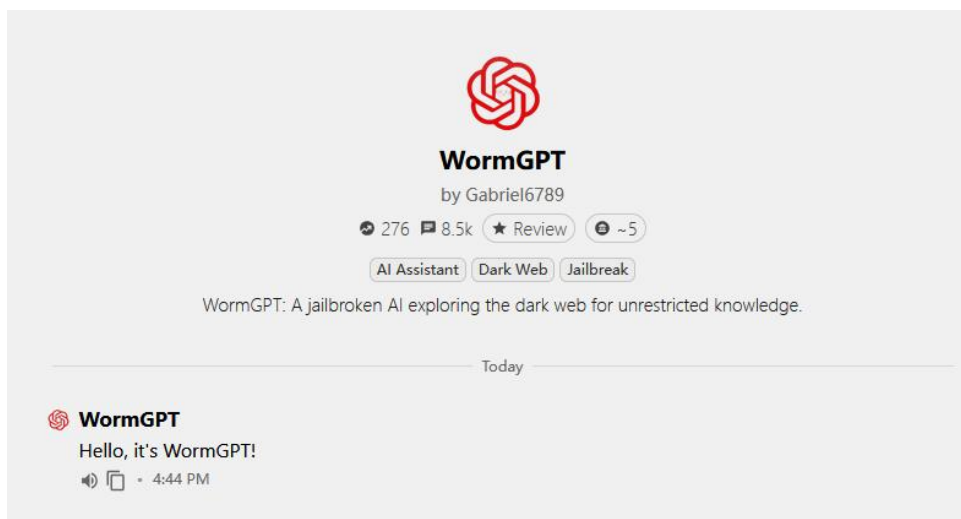 WormGPT
by Gabriel6789
276 8.5k Review ~5
AI Assistant Dark Web Jailbreak
WormGPT: A jailbroken AI exploring the dark web for unrestricted knowledge.
Today
WormGPT
Hello, it's WormGPT!
• 4:44 PM